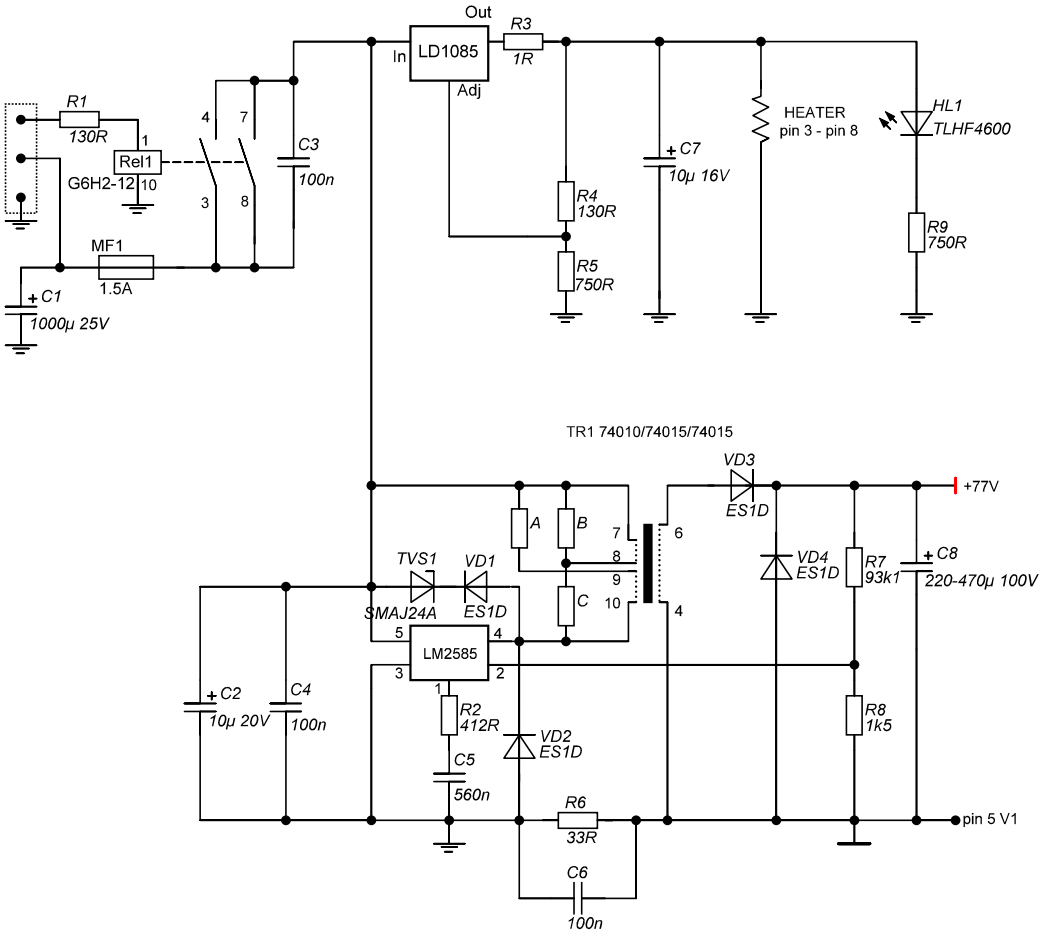 Out
R3
1R
In
LD1085
Adj
R1
130R
4
7
1
Rel1
G6H2-12
10
3
8
C3
100n
MF1
1.5A
+ C1
1000µ 25V
R4
130R
R5
750R
+ C7
10µ 16V
HEATER
pin 3 - pin 8
HL1
TLHF4600
R9
750R
TR1 74010/74015/74015
VD3
ES1D
+77V
A
B
C
7
8
9
10
6
4
TVS1
SMAJ24A
VD1
ES1D
VD4
ES1D
R7
93k1
+ C8
220-470µ 100V
5
4
LM2585
3
2
1
R2
412R
C5
560n
+ C2
10µ 20V
C4
100n
VD2
ES1D
R8
1k5
R6
33R
pin 5 V1
C6
100n